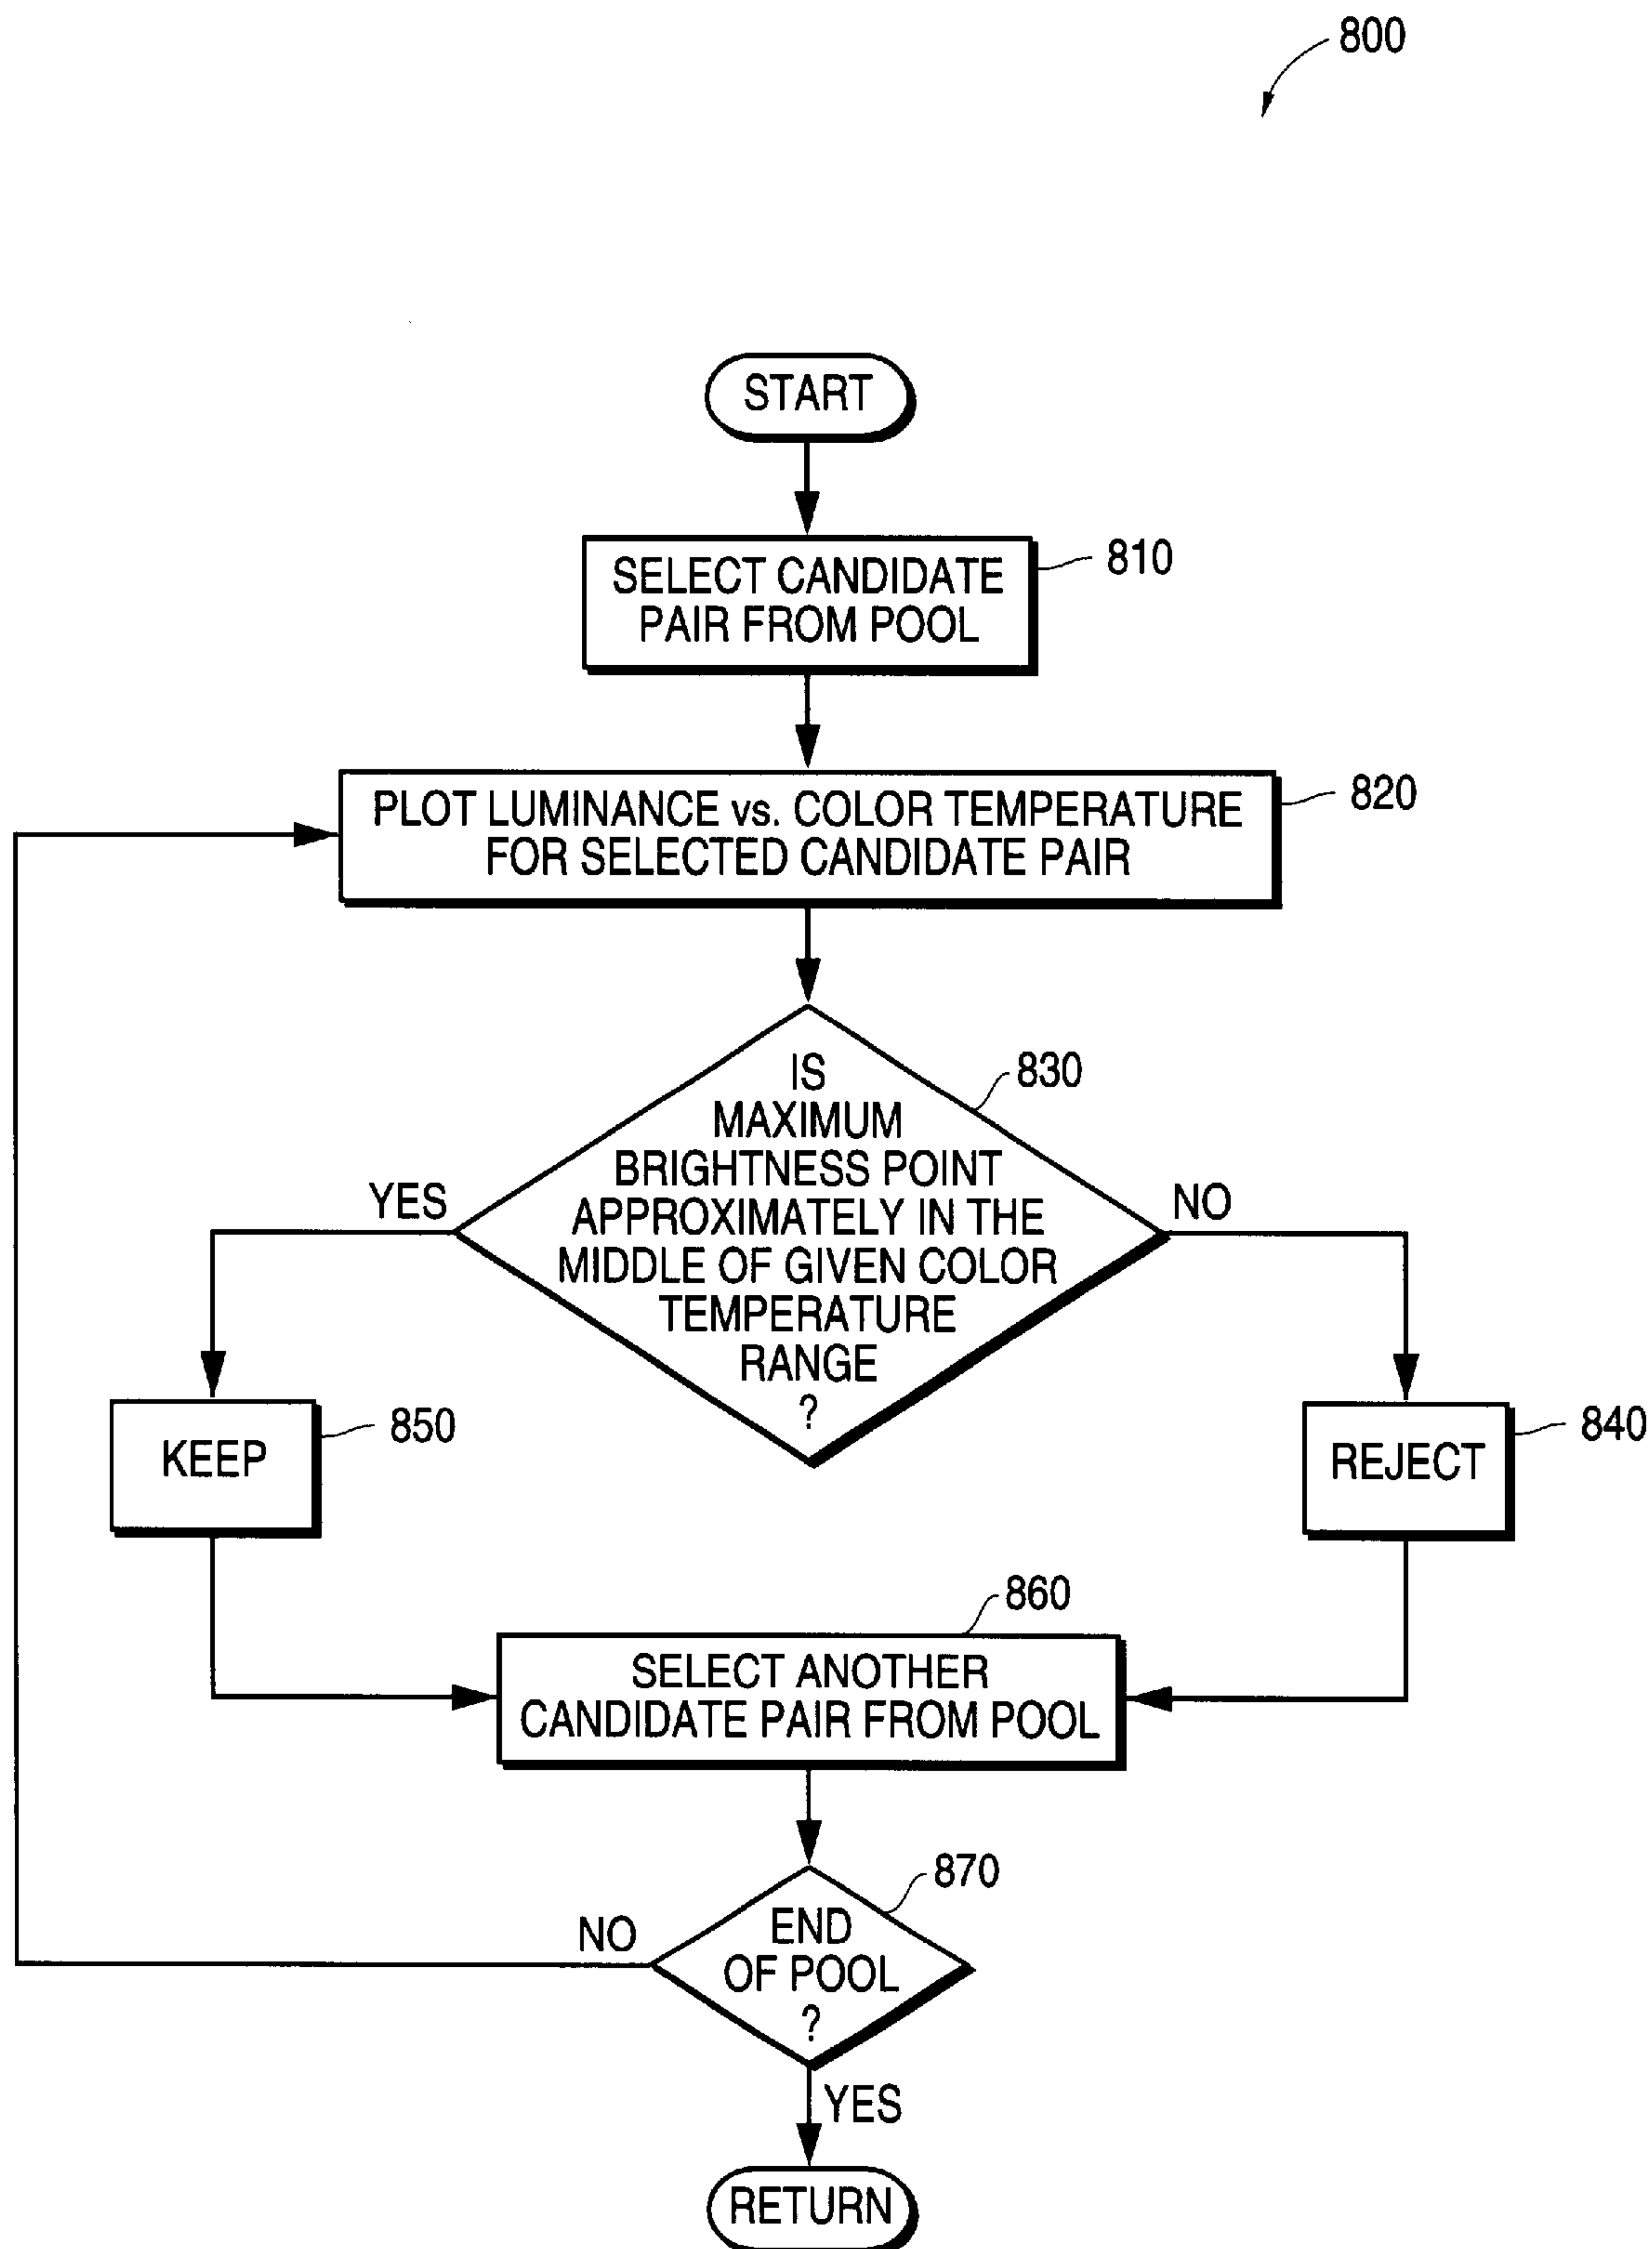 800
START
SELECT CANDIDATE
PAIR FROM POOL
810
PLOT LUMINANCE vs. COLOR TEMPERATURE
FOR SELECTED CANDIDATE PAIR
820
IS
MAXIMUM
BRIGHTNESS POINT
APPROXIMATELY IN THE
MIDDLE OF GIVEN COLOR
TEMPERATURE
RANGE
?
830
YES
NO
KEEP
850
REJECT
840
860
SELECT ANOTHER
CANDIDATE PAIR FROM POOL
870
END
OF POOL
?
NO
YES
RETURN